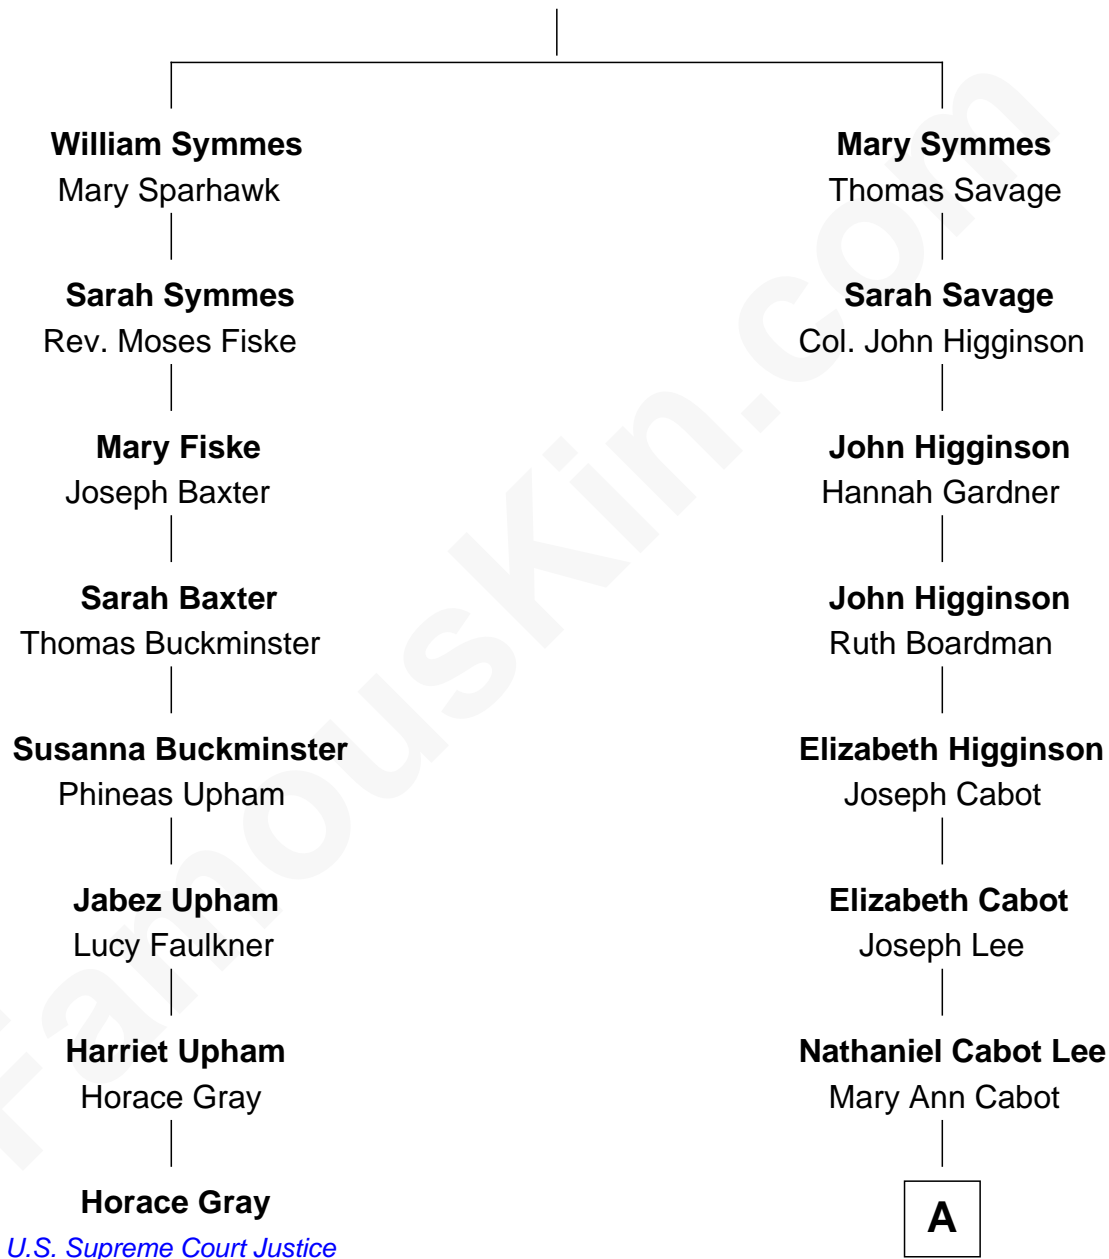 William Symmes
Mary Sparhawk
Sarah Symmes
Rev. Moses Fiske
Mary Fiske
Joseph Baxter
Sarah Baxter
Thomas Buckminster
Susanna Buckminster
Phineas Upham
Jabez Upham
Lucy Faulkner
Harriet Upham
Horace Gray
Horace Gray
U.S. Supreme Court Justice
Mary Symmes
Thomas Savage
Sarah Savage
Col. John Higginson
John Higginson
Hannah Gardner
John Higginson
Ruth Boardman
Elizabeth Higginson
Joseph Cabot
Elizabeth Cabot
Joseph Lee
Nathaniel Cabot Lee
Mary Ann Cabot
A
FamousKin.com